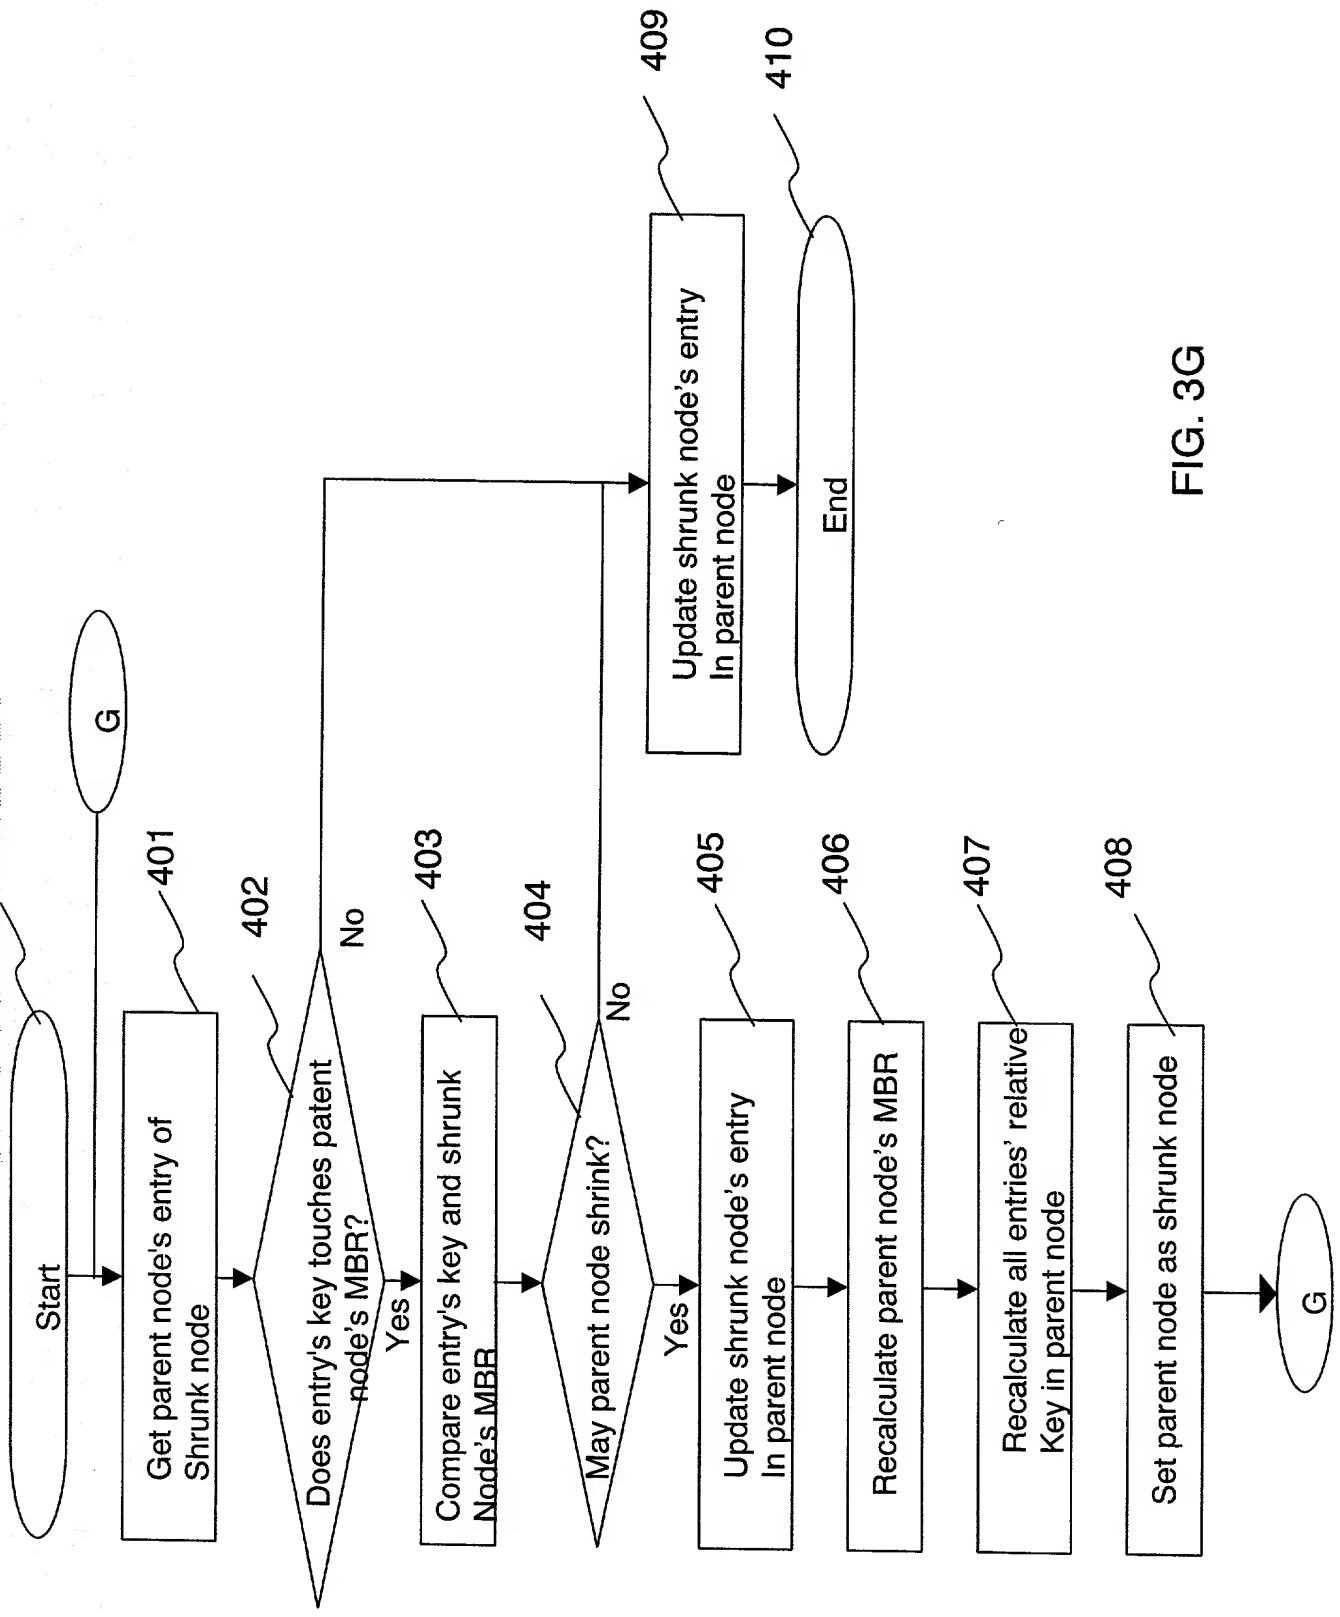 Start
G
Get parent node's entry of
Shrunk node
401
Does entry's key touches patent
node's MBR?
402
No
Yes
Compare entry's key and shrunk
Node's MBR
403
May parent node shrink?
404
No
Yes
Update shrunk node's entry
In parent node
405
Recalculate parent node's MBR
406
Recalculate all entries' relative
Key in parent node
407
Set parent node as shrunk node
408
G
Update shrunk node's entry
In parent node
409
End
410
FIG. 3G